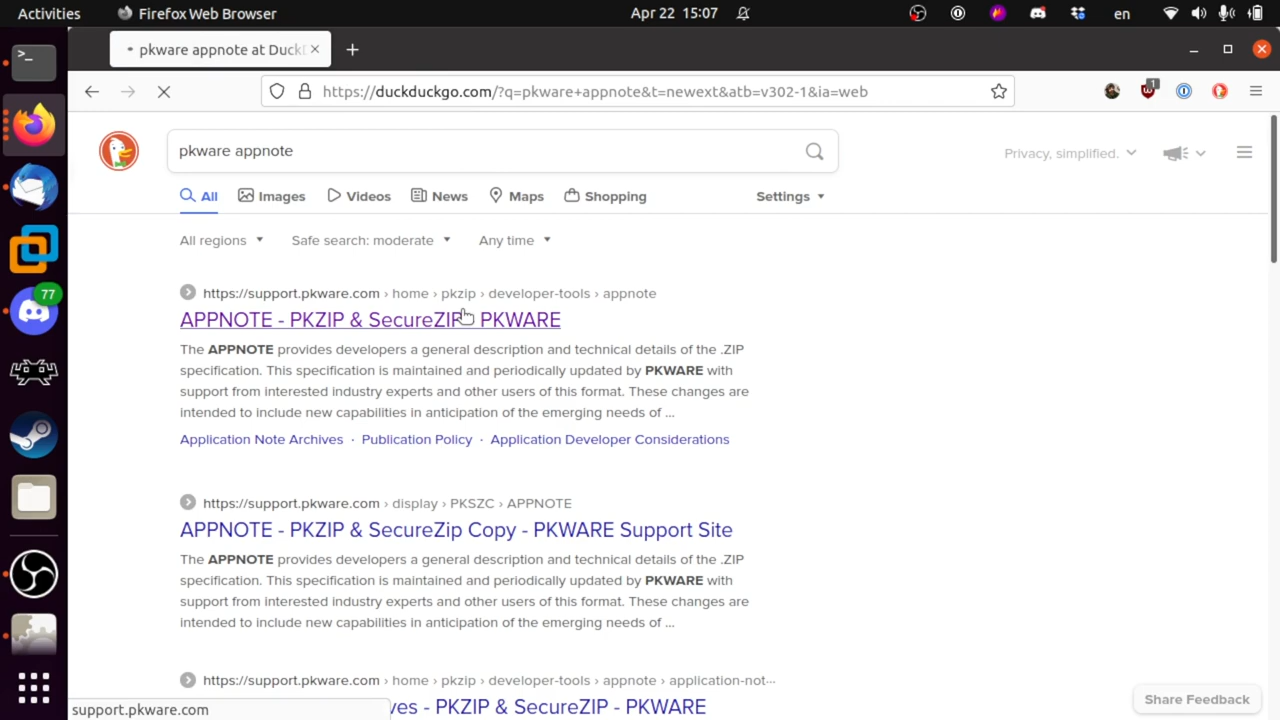 Activities
Firefox Web Browser
Apr 22 15:07
en
pkware appnote at Duck
https://duckduckgo.com/?q=pkware+appnote&t=newext&atb=v302-1&ia=web
1
pkware appnote
Privacy, simplified.
All Images Videos News Maps Shopping Settings
All regions Safe search: moderate Any time
https://support.pkware.com › home › pkzip › developer-tools › appnote
APPNOTE - PKZIP & SecureZIP - PKWARE
The APPNOTE provides developers a general description and technical details of the .ZIP
specification. This specification is maintained and periodically updated by PKWARE with
support from interested industry experts and other users of this format. These changes are
intended to include new capabilities in anticipation of the emerging needs of ...
Application Note Archives · Publication Policy · Application Developer Considerations
https://support.pkware.com › display › PKSZC › APPNOTE
APPNOTE - PKZIP & SecureZip Copy - PKWARE Support Site
The APPNOTE provides developers a general description and technical details of the .ZIP
specification. This specification is maintained and periodically updated by PKWARE with
support from interested industry experts and other users of this format. These changes are
intended to include new capabilities in anticipation of the emerging needs of ...
https://support.pkware.com › home › pkzip › developer-tools › appnote › application-not...
ves - PKZIP & SecureZIP - PKWARE
Share Feedback
support.pkware.com
77